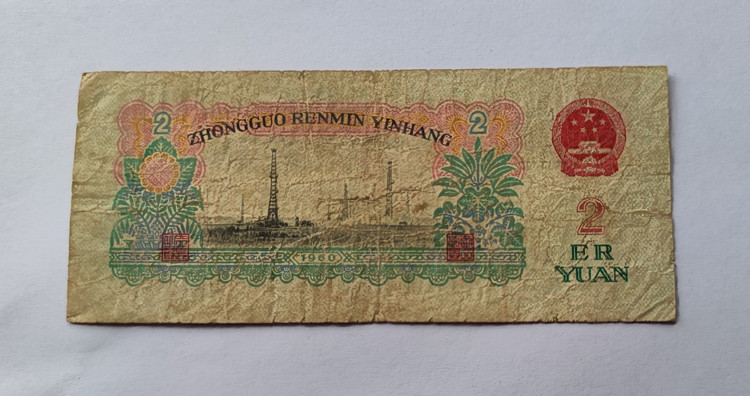 2 2
ZHONGGUO RENMIN YINHANG
1960
2
ER
YUAN